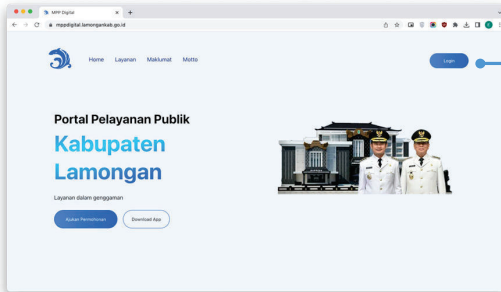 MPP Digital
mppdigital.lamongankab.go.id
Home Layanan Maklumat Motto
Login
Portal Pelayanan Publik
Kabupaten
Lamongan
Layanan dalam genggaman
Ajukan Permohonan Download App